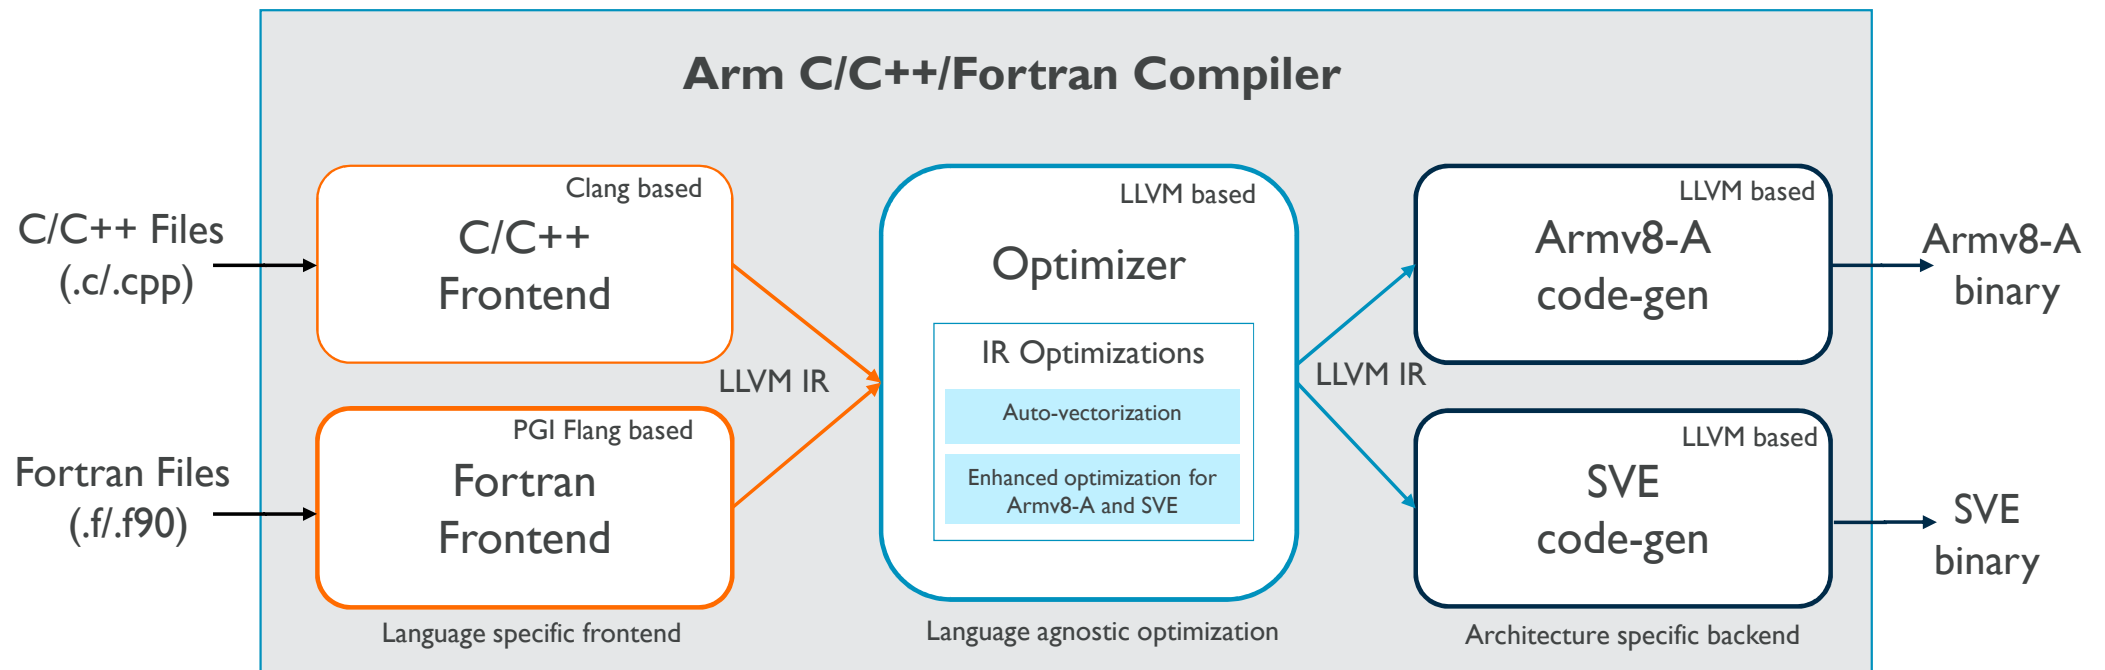 Arm C/C++/Fortran Compiler
C/C++ Files
(.c/.cpp)
Clang based
C/C++
Frontend
Fortran Files
(.f/.f90)
PGI Flang based
Fortran
Frontend
Language specific frontend
LLVM IR
LLVM based
Optimizer
IR Optimizations
Auto-vectorization
Enhanced optimization for
Armv8-A and SVE
Language agnostic optimization
LLVM IR
LLVM based
Armv8-A
code-gen
LLVM based
SVE
code-gen
Architecture specific backend
Armv8-A
binary
SVE
binary